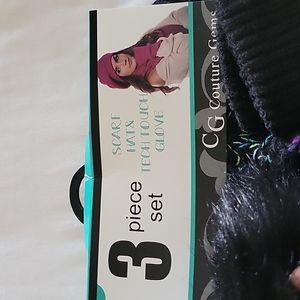 SCARF
HAT &
TECH TOUCH
GLOVE
3 piece
set
CG Couture Gems